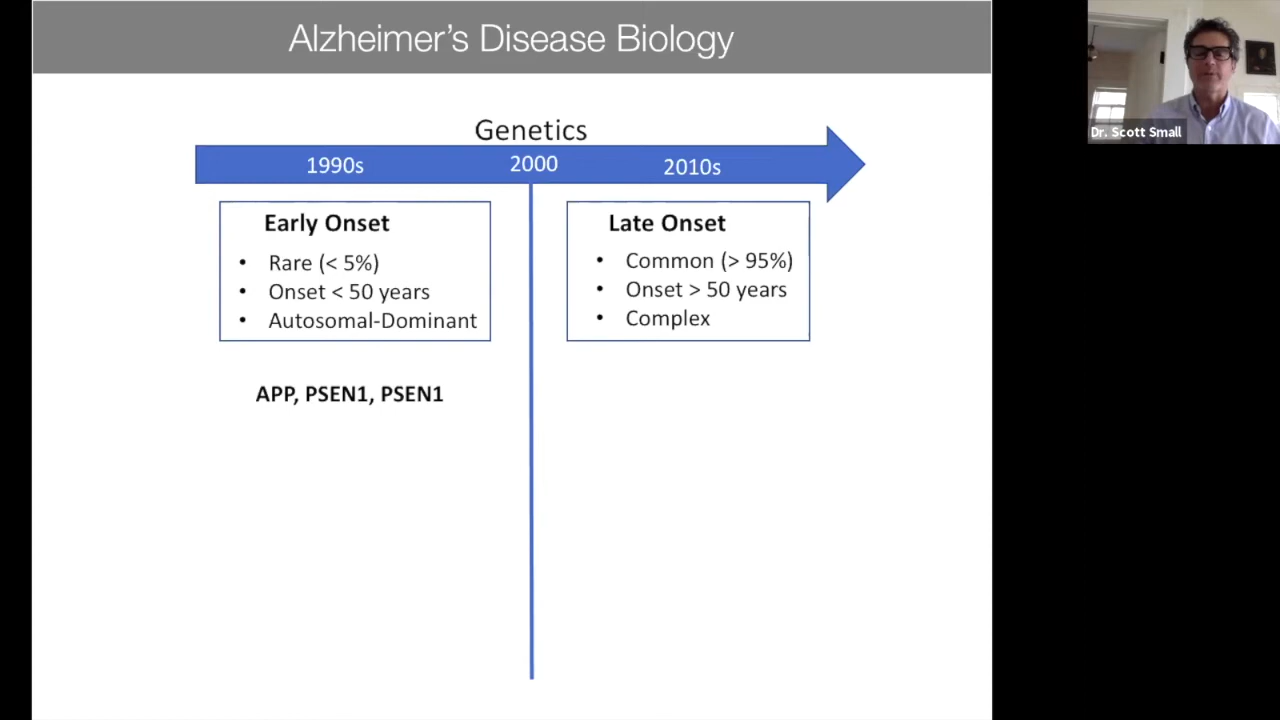 Alzheimer's Disease Biology
Dr. Scott Small
Genetics
1990s
2000
2010s
Early Onset
• Rare (< 5%)
• Onset < 50 years
• Autosomal-Dominant
Late Onset
• Common (> 95%)
• Onset > 50 years
• Complex
APP, PSEN1, PSEN1